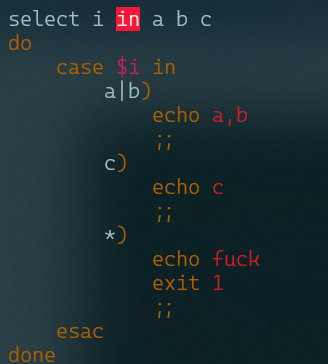 select i in a b c
do
    case $i in
        a|b)
            echo a,b
            ;;
        c)
            echo c
            ;;
        *)
            echo fuck
            exit 1
            ;;
    esac
done